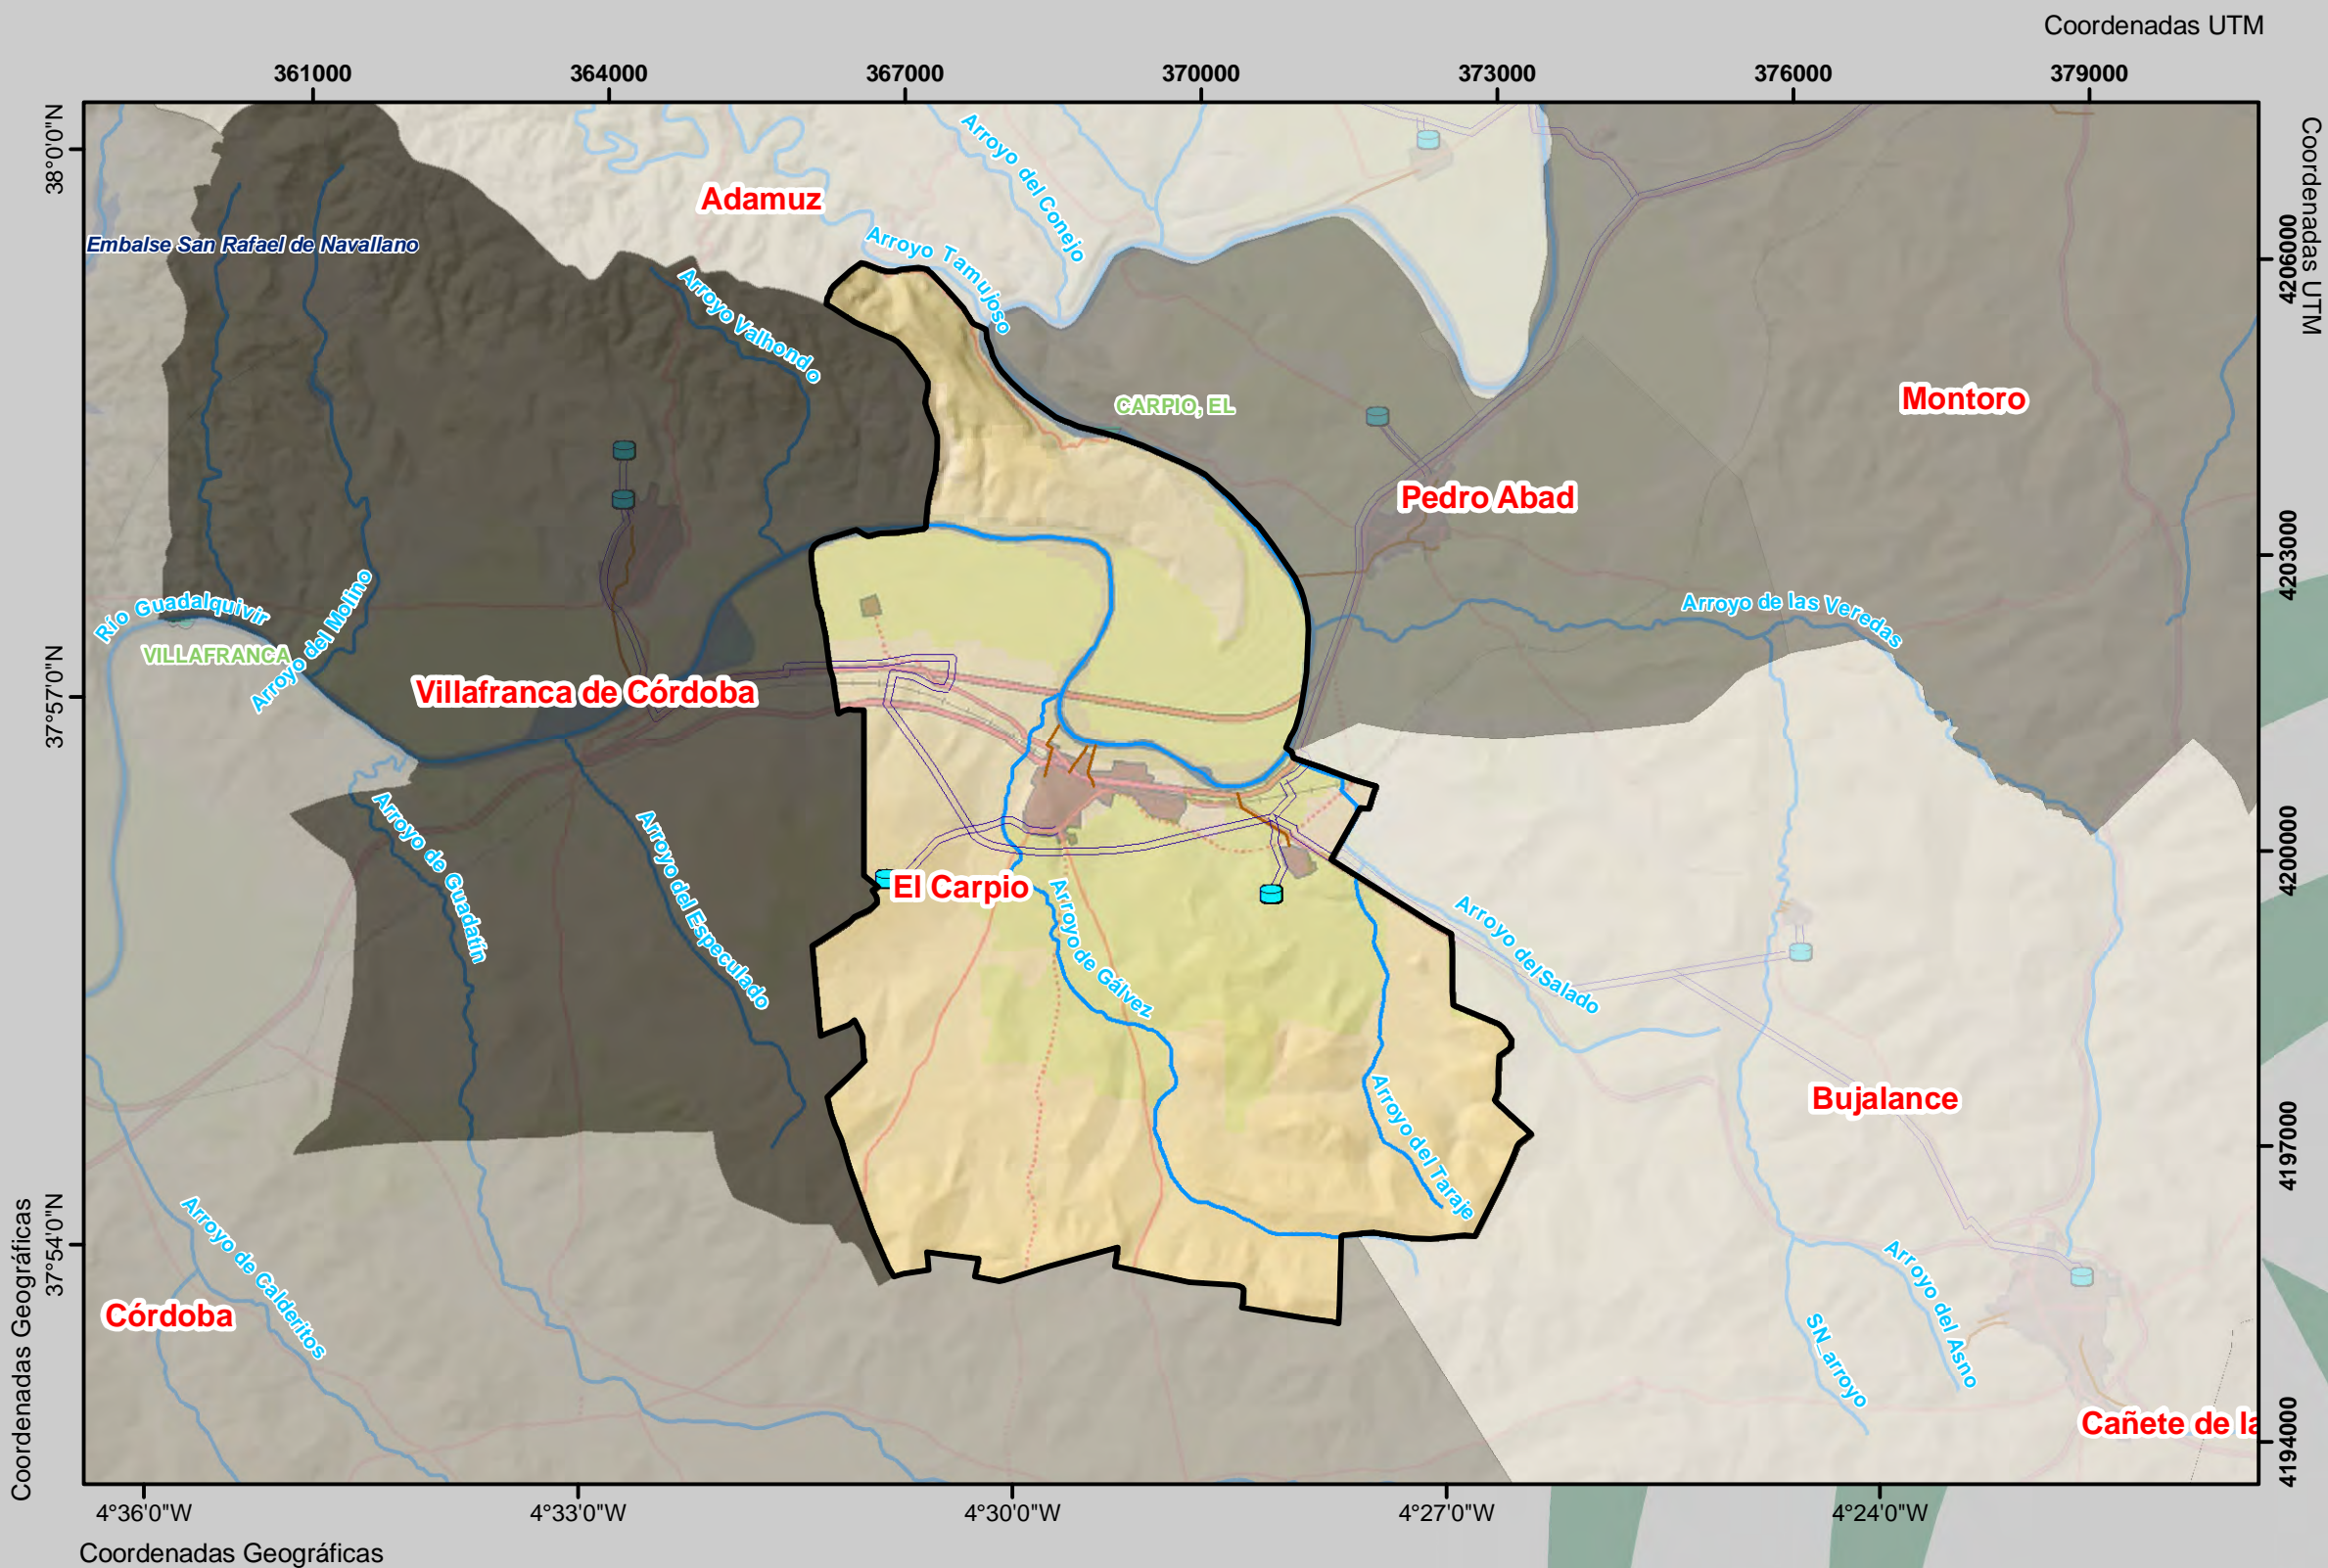 Coordenadas UTM
361000
364000
367000
370000
373000
376000
379000
38°0'0"N
37°57'0"N
37°54'0"N
Coordenadas Geográficas
Coordenadas UTM
4206000
4203000
4200000
4197000
4194000
Arroyo del Conejo
Adamuz
Arroyo Tamujoso
Embalse San Rafael de Navallano
Arroyo Valhondo
CARPIO, EL
Montoro
Pedro Abad
Río Guadalquivir
Arroyo del Molino
Arroyo de las Veredas
VILLAFRANCA
Villafranca de Córdoba
Arroyo de Guadatín
Arroyo del Especulado
El Carpio
Arroyo de Gálvez
Arroyo del Salado
Arroyo del Taraje
Bujalance
Arroyo de Calderitos
Córdoba
Arroyo del Asno
SN_arroyo
Cañete de la
4°36'0"W
4°33'0"W
4°30'0"W
4°27'0"W
4°24'0"W
Coordenadas Geográficas